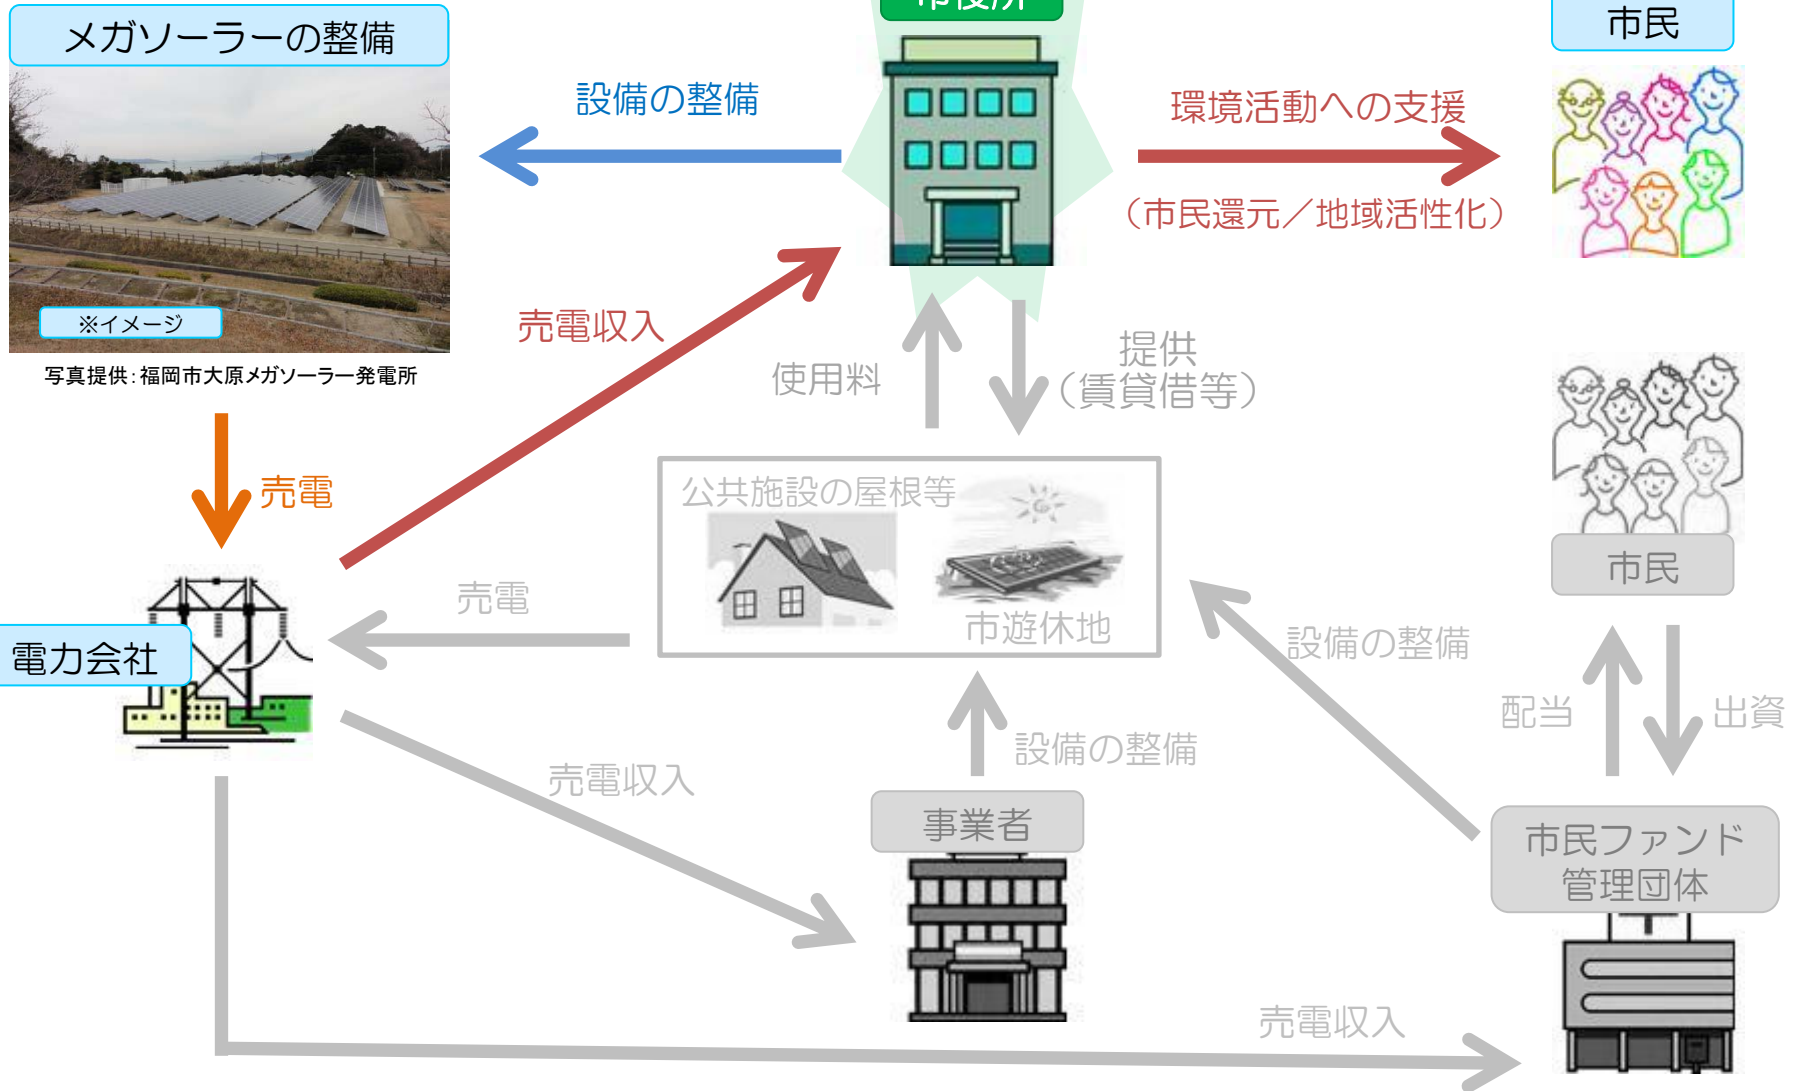 市役所
市民
メガソーラーの整備
設備の整備
環境活動への支援
（市民還元／地域活性化）
※イメージ
写真提供：福岡市大原メガソーラー発電所
売電収入
使用料
提供
（賃貸借等）
売電
公共施設の屋根等
市遊休地
売電
市民
電力会社
設備の整備
配当
出資
設備の整備
売電収入
事業者
市民ファンド
管理団体
売電収入